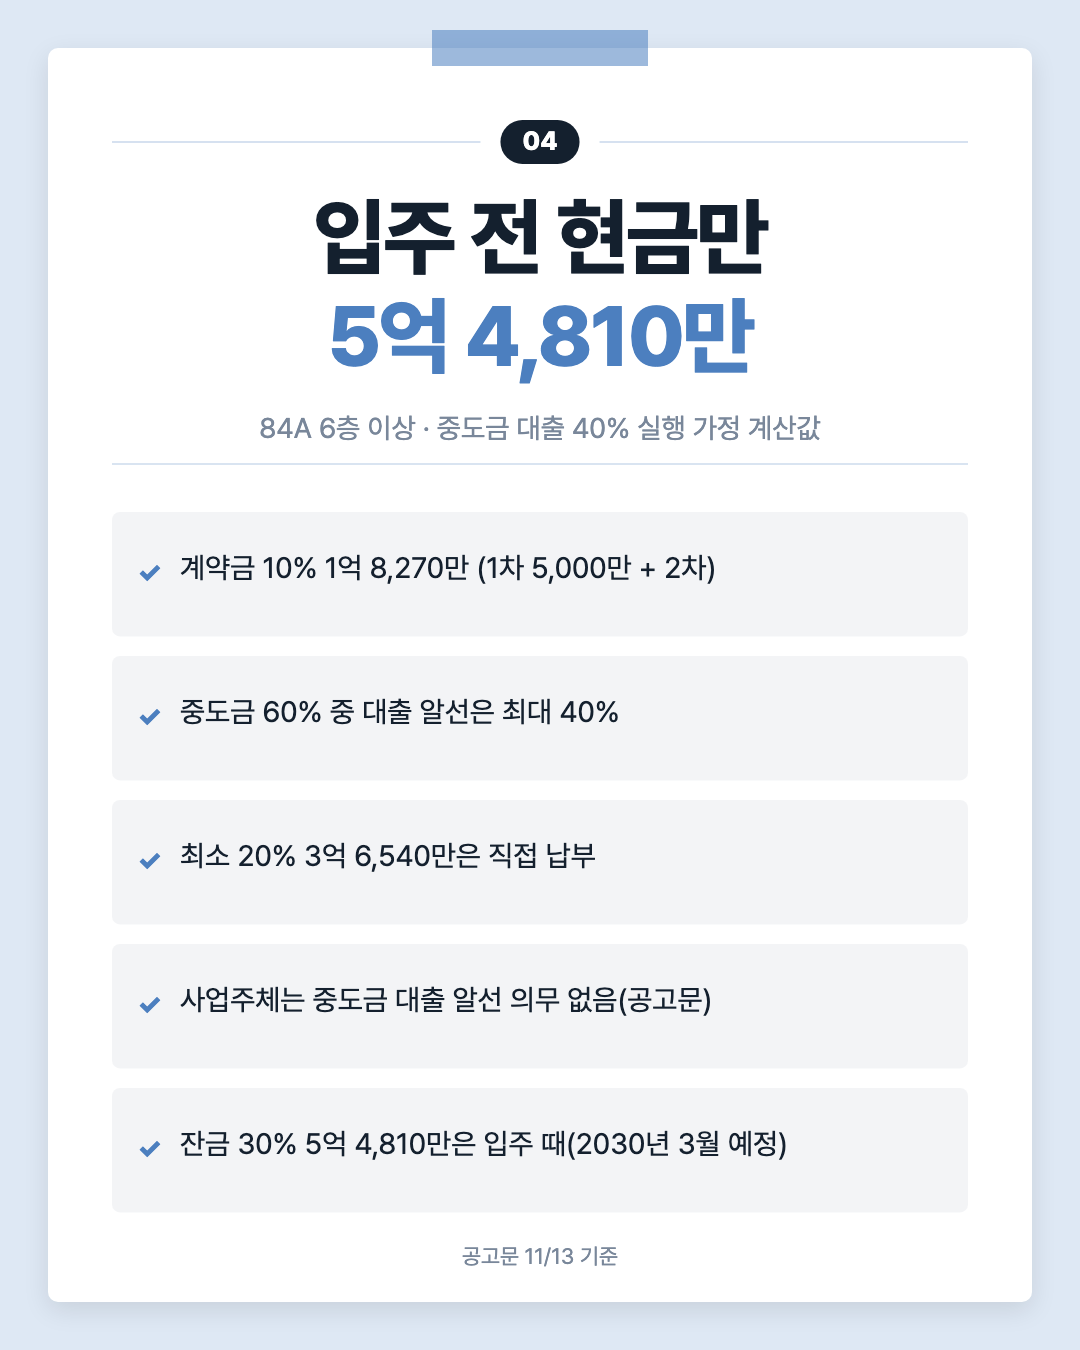 04
입주 전 현금만
5억 4,810만
84A 6층 이상 · 중도금 대출 40% 실행 가정 계산값
계약금 10% 1억 8,270만 (1차 5,000만 + 2차)
중도금 60% 중 대출 알선은 최대 40%
최소 20% 3억 6,540만은 직접 납부
사업주체는 중도금 대출 알선 의무 없음(공고문)
잔금 30% 5억 4,810만은 입주 때(2030년 3월 예정)
공고문 11/13 기준